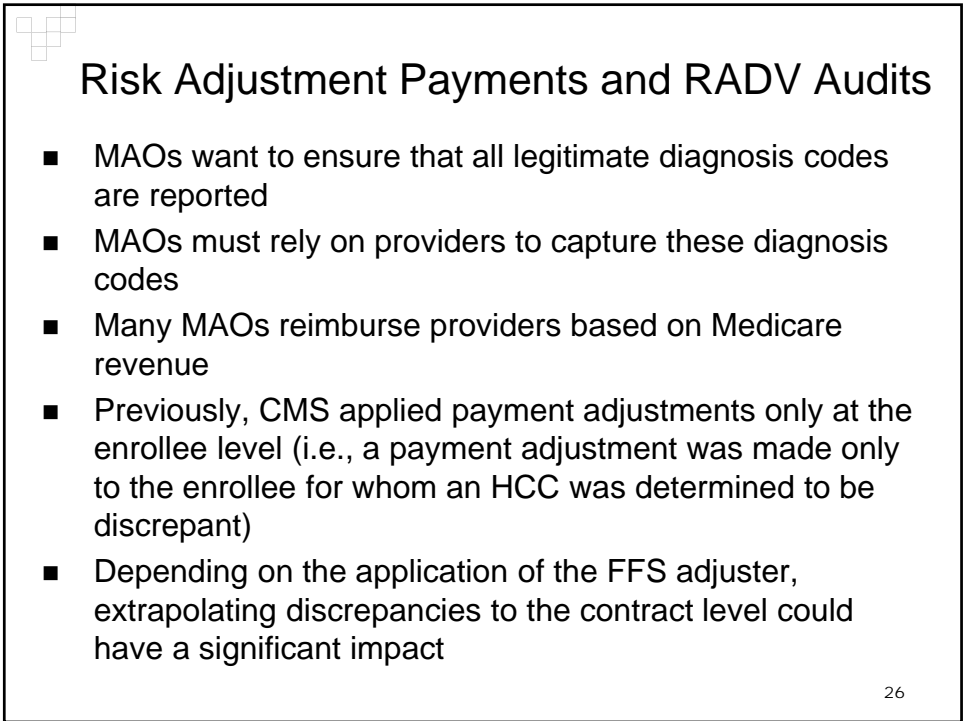 Risk Adjustment Payments and RADV Audits
■ MAOs want to ensure that all legitimate diagnosis codes
are reported
■ MAOs must rely on providers to capture these diagnosis
codes
■ Many MAOs reimburse providers based on Medicare
revenue
■ Previously, CMS applied payment adjustments only at the
enrollee level (i.e., a payment adjustment was made only
to the enrollee for whom an HCC was determined to be
discrepant)
■ Depending on the application of the FFS adjuster,
extrapolating discrepancies to the contract level could
have a significant impact
26